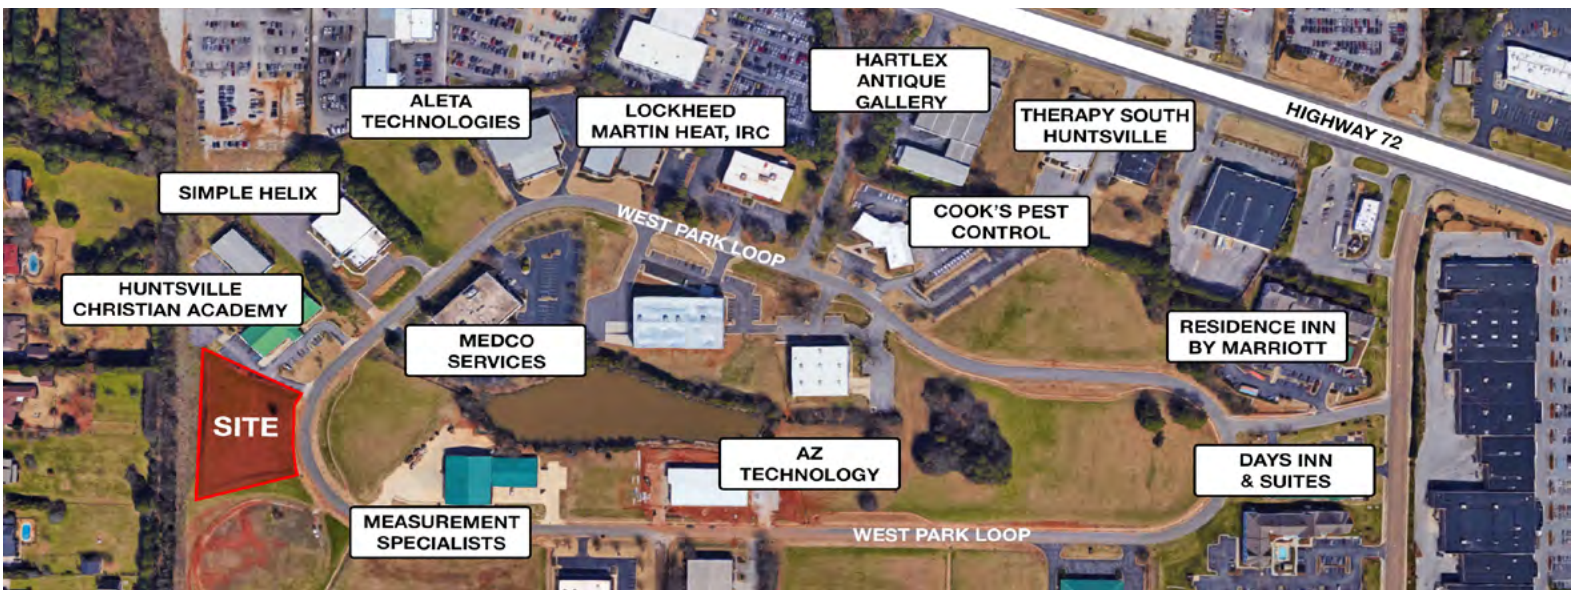 HARTLEX
ANTIQUE
GALLERY
ALETA
TECHNOLOGIES
LOCKHEED
MARTIN HEAT, IRC
THERAPY SOUTH
HUNTSVILLE
HIGHWAY 72
SIMPLE HELIX
WEST PARK LOOP
COOK'S PEST
CONTROL
HUNTSVILLE
CHRISTIAN ACADEMY
MEDCO
SERVICES
RESIDENCE INN
BY MARRIOTT
SITE
AZ
TECHNOLOGY
DAYS INN
& SUITES
MEASUREMENT
SPECIALISTS
WEST PARK LOOP